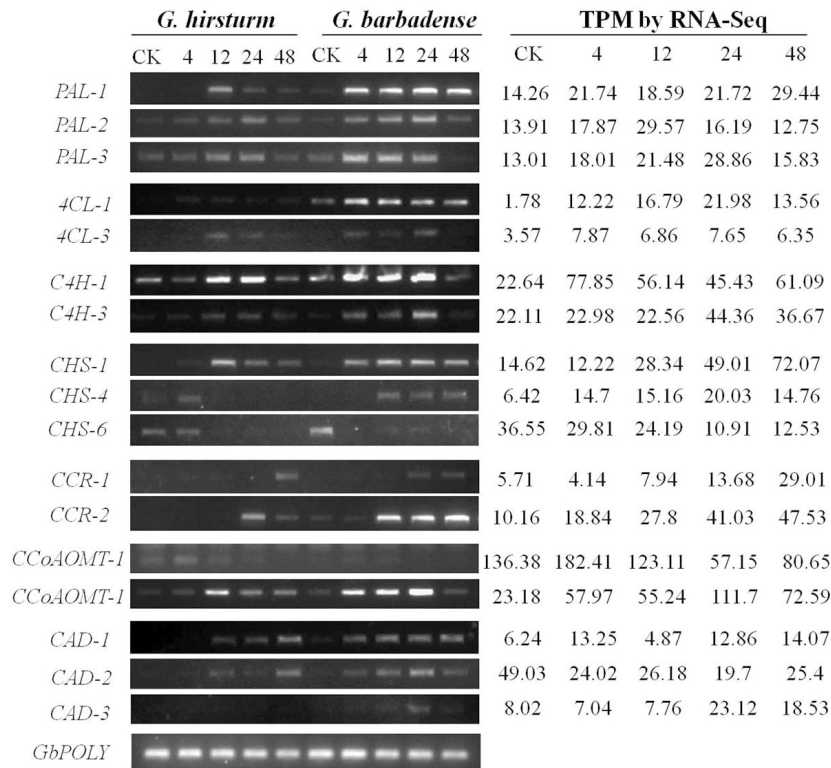 G. hirsturm G. barbadense TPM by RNA-Seq
CK 4 12 24 48 CK 4 12 24 48 CK 4 12 24 48
PAL-1 14.26 21.74 18.59 21.72 29.44
PAL-2 13.91 17.87 29.57 16.19 12.75
PAL-3 13.01 18.01 21.48 28.86 15.83
4CL-1 1.78 12.22 16.79 21.98 13.56
4CL-3 3.57 7.87 6.86 7.65 6.35
C4H-1 22.64 77.85 56.14 45.43 61.09
C4H-3 22.11 22.98 22.56 44.36 36.67
CHS-1 14.62 12.22 28.34 49.01 72.07
CHS-4 6.42 14.7 15.16 20.03 14.76
CHS-6 36.55 29.81 24.19 10.91 12.53
CCR-1 5.71 4.14 7.94 13.68 29.01
CCR-2 10.16 18.84 27.8 41.03 47.53
CCoAOMT-1 136.38 182.41 123.11 57.15 80.65
CCoAOMT-1 23.18 57.97 55.24 111.7 72.59
CAD-1 6.24 13.25 4.87 12.86 14.07
CAD-2 49.03 24.02 26.18 19.7 25.4
CAD-3 8.02 7.04 7.76 23.12 18.53
GbPOLY